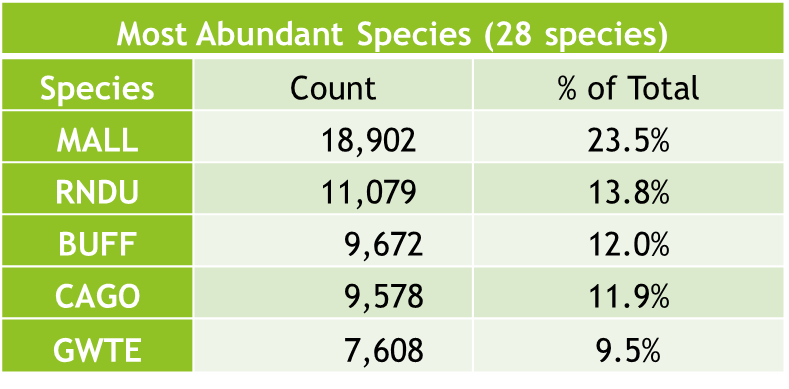 Most Abundant Species (28 species)
Species Count % of Total
MALL 18,902 23.5%
RNDU 11,079 13.8%
BUFF 9,672 12.0%
CAGO 9,578 11.9%
GWTE 7,608 9.5%